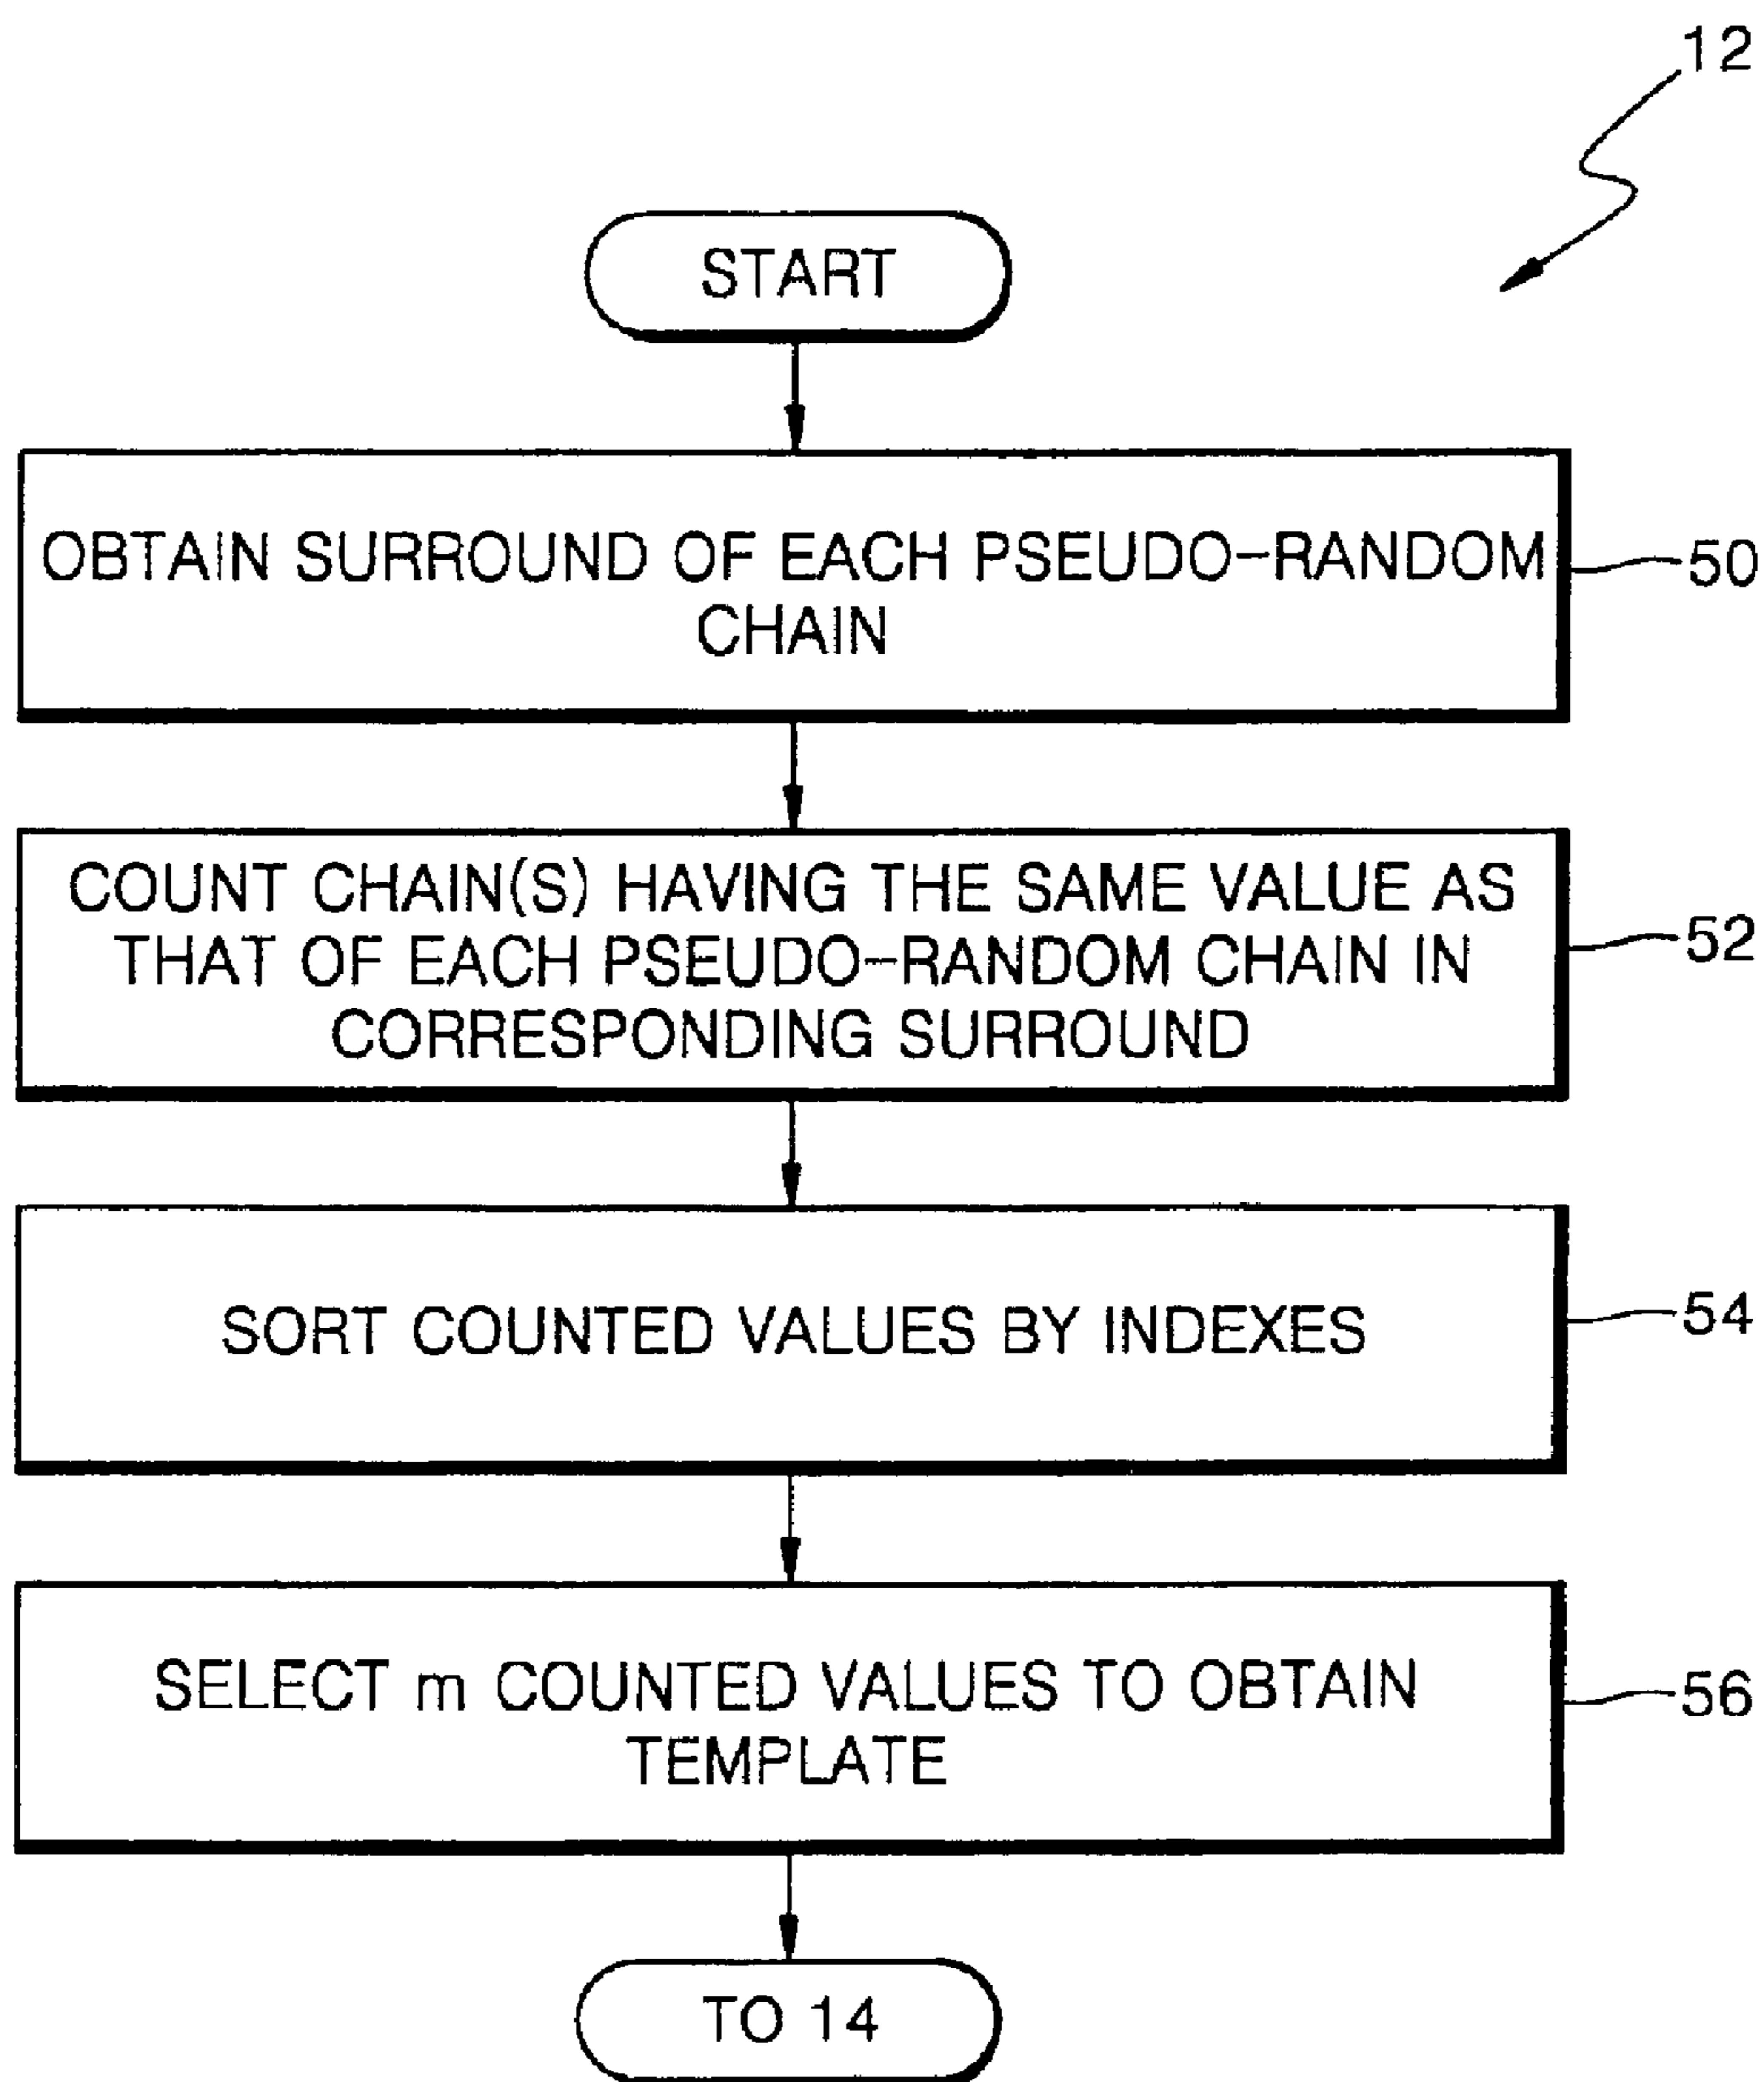 12
START
OBTAIN SURROUND OF EACH PSEUDO-RANDOM
CHAIN
50
COUNT CHAIN(S) HAVING THE SAME VALUE AS
THAT OF EACH PSEUDO-RANDOM CHAIN IN
CORRESPONDING SURROUND
52
SORT COUNTED VALUES BY INDEXES
54
SELECT m COUNTED VALUES TO OBTAIN
TEMPLATE
56
TO 14